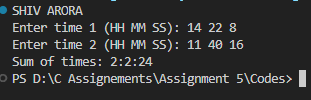 SHIV ARORA
Enter time 1 (HH MM SS): 14 22 8
Enter time 2 (HH MM SS): 11 40 16
Sum of times: 2:2:24
PS D:\C Assignements\Assignment 5\Codes>